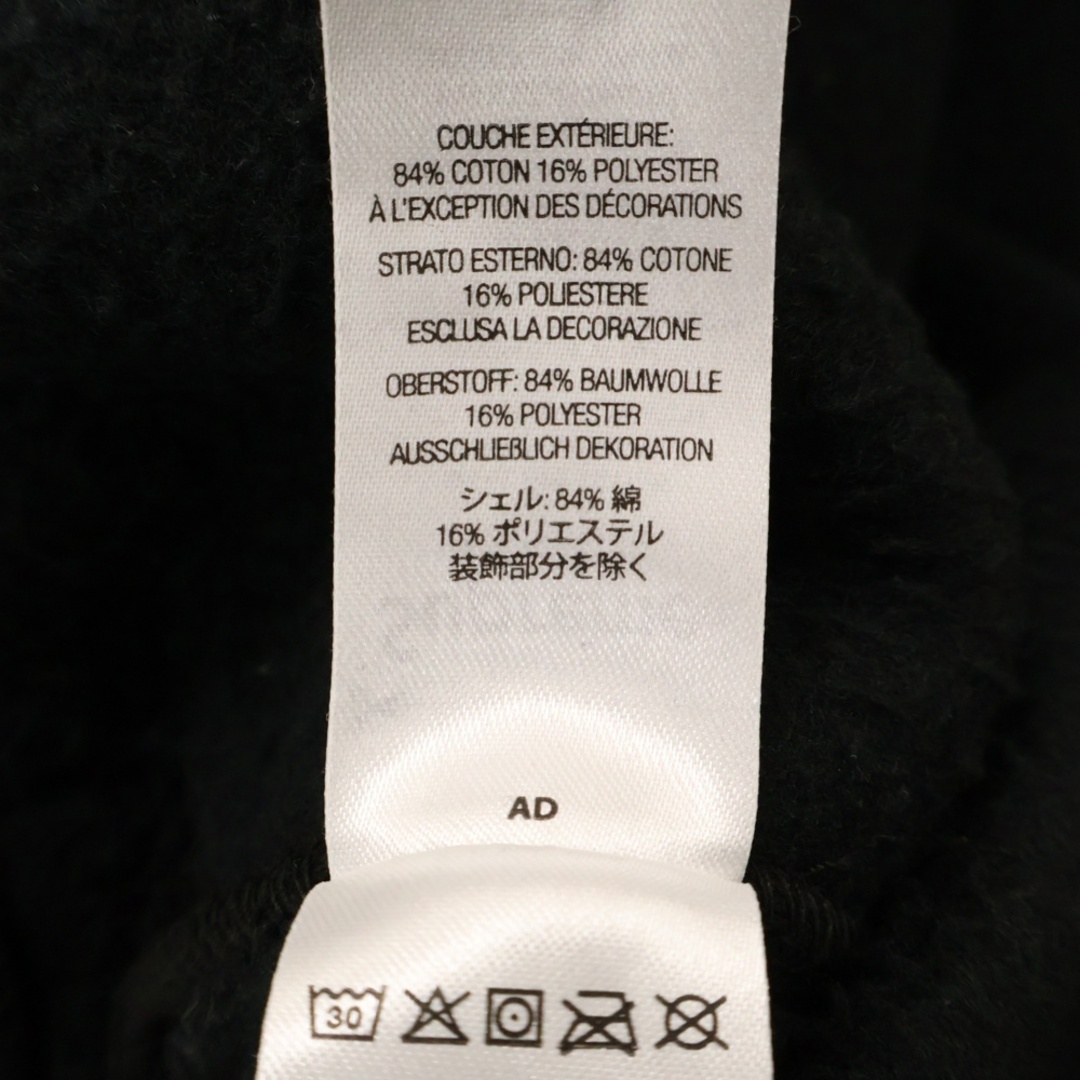 COUCHE EXTÉRIEURE:
84% COTON 16% POLYESTER
À L'EXCEPTION DES DÉCORATIONS
STRATO ESTERNO: 84% COTONE
16% POLIESTERE
ESCLUSA LA DECORAZIONE
OBERSTOFF: 84% BAUMWOLLE
16% POLYESTER
AUSSCHLIEßLICH DEKORATION
シェル: 84% 綿
16% ポリエステル
装飾部分を除く
AD
30